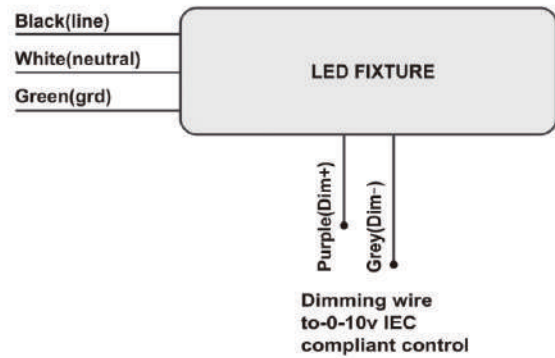 Black(line)
White(neutral)
Green(grd)
LED FIXTURE
Purple(Dim+)
Grey(Dim-)
Dimming wire
to-0-10v IEC
compliant control